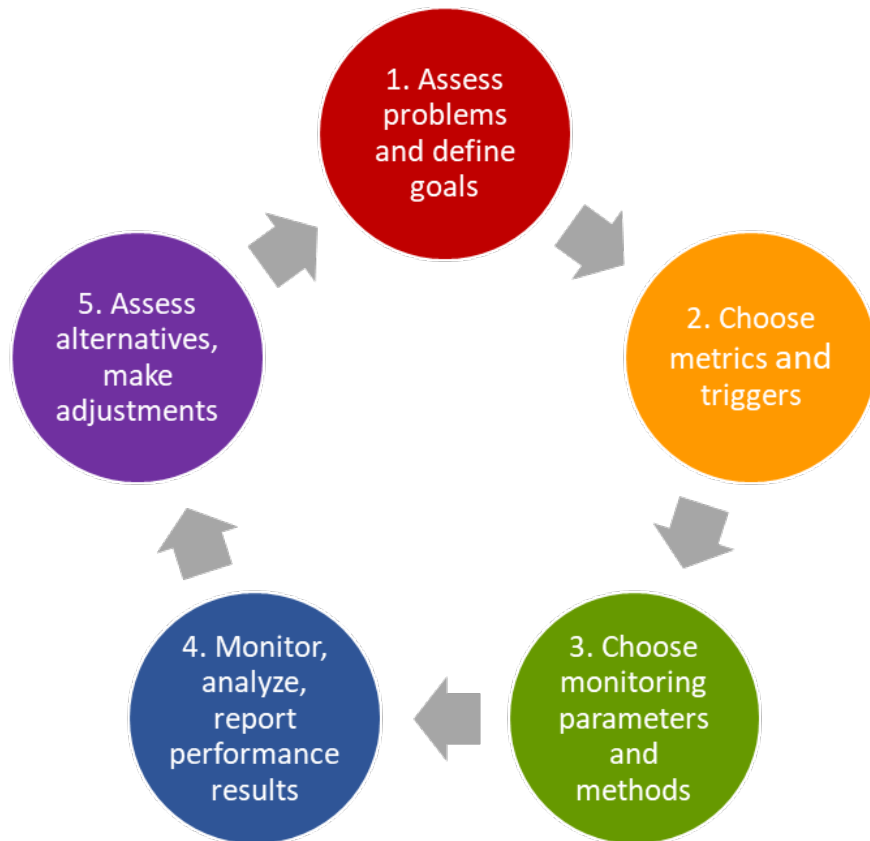 1. Assess
problems
and define
goals
2. Choose
metrics and
triggers
3. Choose
monitoring
parameters
and
methods
4. Monitor,
analyze,
report
performance
results
5. Assess
alternatives,
make
adjustments